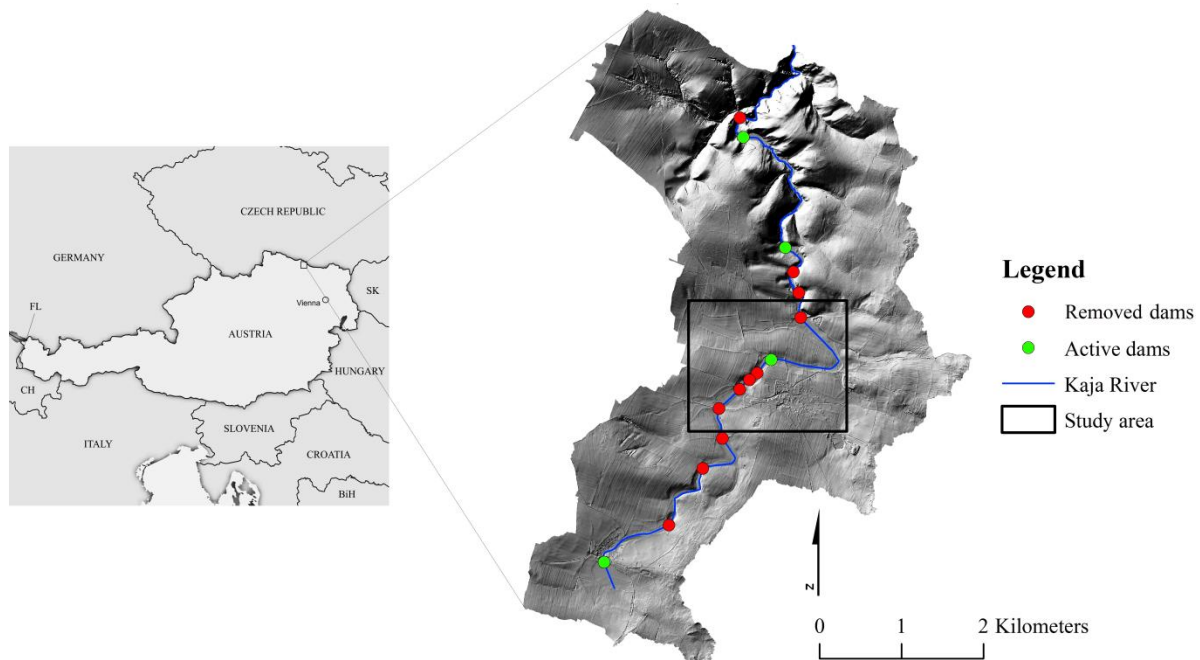 CZECH REPUBLIC
GERMANY
SK
Vienna
FL
AUSTRIA
HUNGARY
CH
SLOVENIA
ITALY
CROATIA
BiH
Legend
Removed dams
Active dams
Kaja River
Study area
N
0 1 2 Kilometers